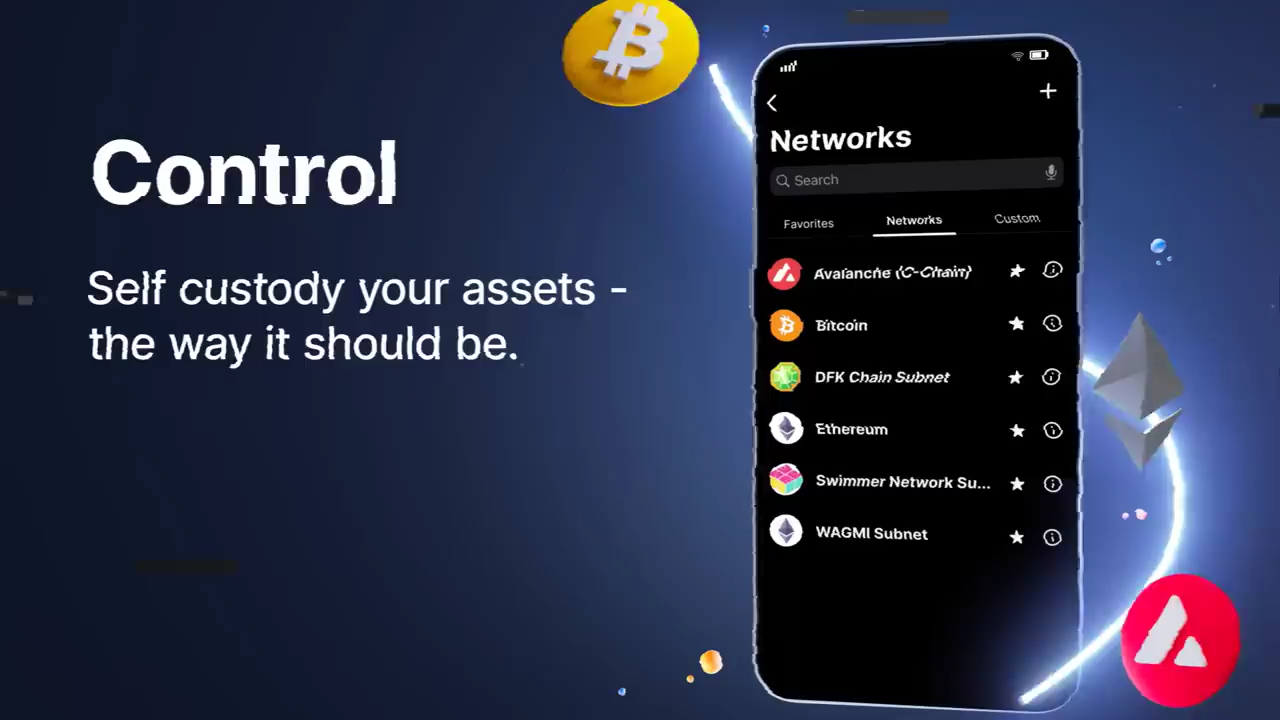 Control
Self custody your assets -
the way it should be.
Networks
Search
Favorites
Networks
Custom
Avalanche (C-Chain)
Bitcoin
DFK Chain Subnet
Ethereum
Swimmer Network Su...
WAGMI Subnet